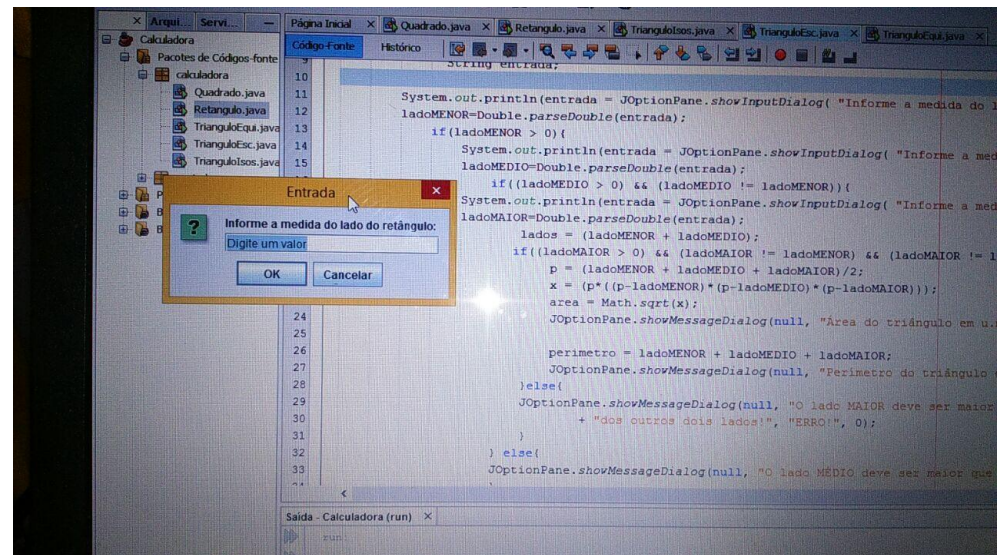 Arqui... Servi...
Calculadora
Pacotes de Códigos-fonte
calculadora
Quadrado.java
Retangulo.java
TrianguloEqui.java
TrianguloEsc.java
TrianguloIsos.java
P
B
B
Página Inicial Quadrado.java Retangulo.java TrianguloIsos.java TrianguloEsc.java TrianguloEqui.java
Código-Fonte Histórico
9 String entrada;
10
11 System.out.println(entrada = JOptionPane.showInputDialog( "Informe a medida do l
12 ladoMENOR=Double.parseDouble(entrada);
13 if(ladoMENOR > 0){
14 System.out.println(entrada = JOptionPane.showInputDialog( "Informe a med
15 ladoMEDIO=Double.parseDouble(entrada);
if((ladoMEDIO > 0) && (ladoMEDIO != ladoMENOR)){
System.out.println(entrada = JOptionPane.showInputDialog( "Informe a med
ladoMAIOR=Double.parseDouble(entrada);
lados = (ladoMENOR + ladoMEDIO);
if((ladoMAIOR > 0) && (ladoMAIOR != ladoMENOR) && (ladoMAIOR != l
p = (ladoMENOR + ladoMEDIO + ladoMAIOR)/2;
x = (p*((p-ladoMENOR)*(p-ladoMEDIO)*(p-ladoMAIOR)));
area = Math.sqrt(x);
24 JOptionPane.showMessageDialog(null, "Área do triângulo em u.
25
26 perimetro = ladoMENOR + ladoMEDIO + ladoMAIOR;
27 JOptionPane.showMessageDialog(null, "Perímetro do triângulo
28 }else{
29 JOptionPane.showMessageDialog(null, "O lado MAIOR deve ser maior
30 + "dos outros dois lados!", "ERRO!", 0);
31 }
32 } else{
33 JOptionPane.showMessageDialog(null, "O lado MÉDIO deve ser maior que
Entrada
Informe a medida do lado do retângulo:
Digite um valor
OK Cancelar
Saída - Calculadora (run)
run: